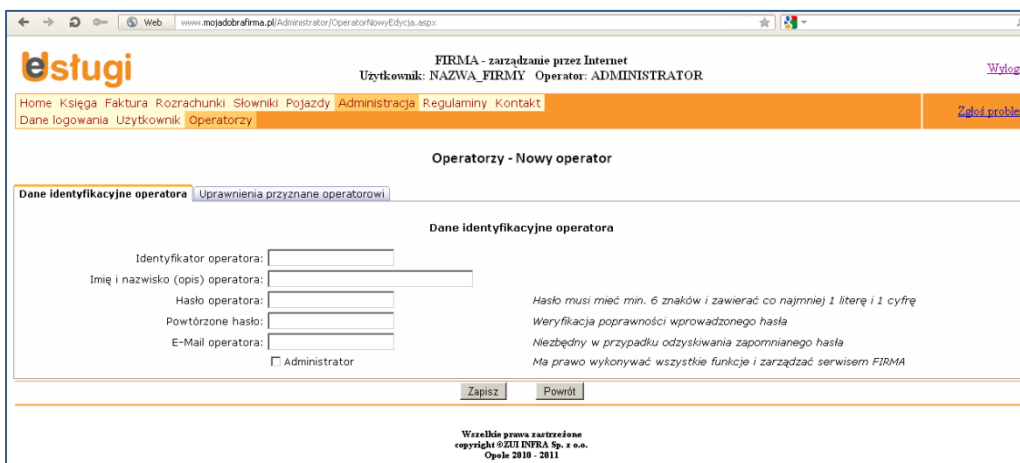 Web www.mojadobrafirma.pl/Administrator/OperatorNowyEdycja.aspx
esługi
FIRMA - zarządzanie przez Internet
Użytkownik: NAZWA_FIRMY Operator: ADMINISTRATOR
Wylog
Home Księga Faktura Rozrachunki Słowniki Pojazdy Administracja Regulaminy Kontakt
Dane logowania Użytkownik Operatorzy
Zgłoś proble
Operatorzy - Nowy operator
Dane identyfikacyjne operatora Uprawnienia przyznane operatorowi
Dane identyfikacyjne operatora
Identyfikator operatora:
Imię i nazwisko (opis) operatora:
Hasło operatora: Hasło musi mieć min. 6 znaków i zawierać co najmniej 1 literę i 1 cyfrę
Powtórzone hasło: Weryfikacja poprawności wprowadzonego hasła
E-Mail operatora: Niezbędny w przypadku odzyskiwania zapomnianego hasła
Administrator Ma prawo wykonywać wszystkie funkcje i zarządzać serwisem FIRMA
Zapisz Powrót
Wszelkie prawa zastrzeżone
copyright ©ZUI INFRA Sp. z o.o.
Opole 2010 - 2011